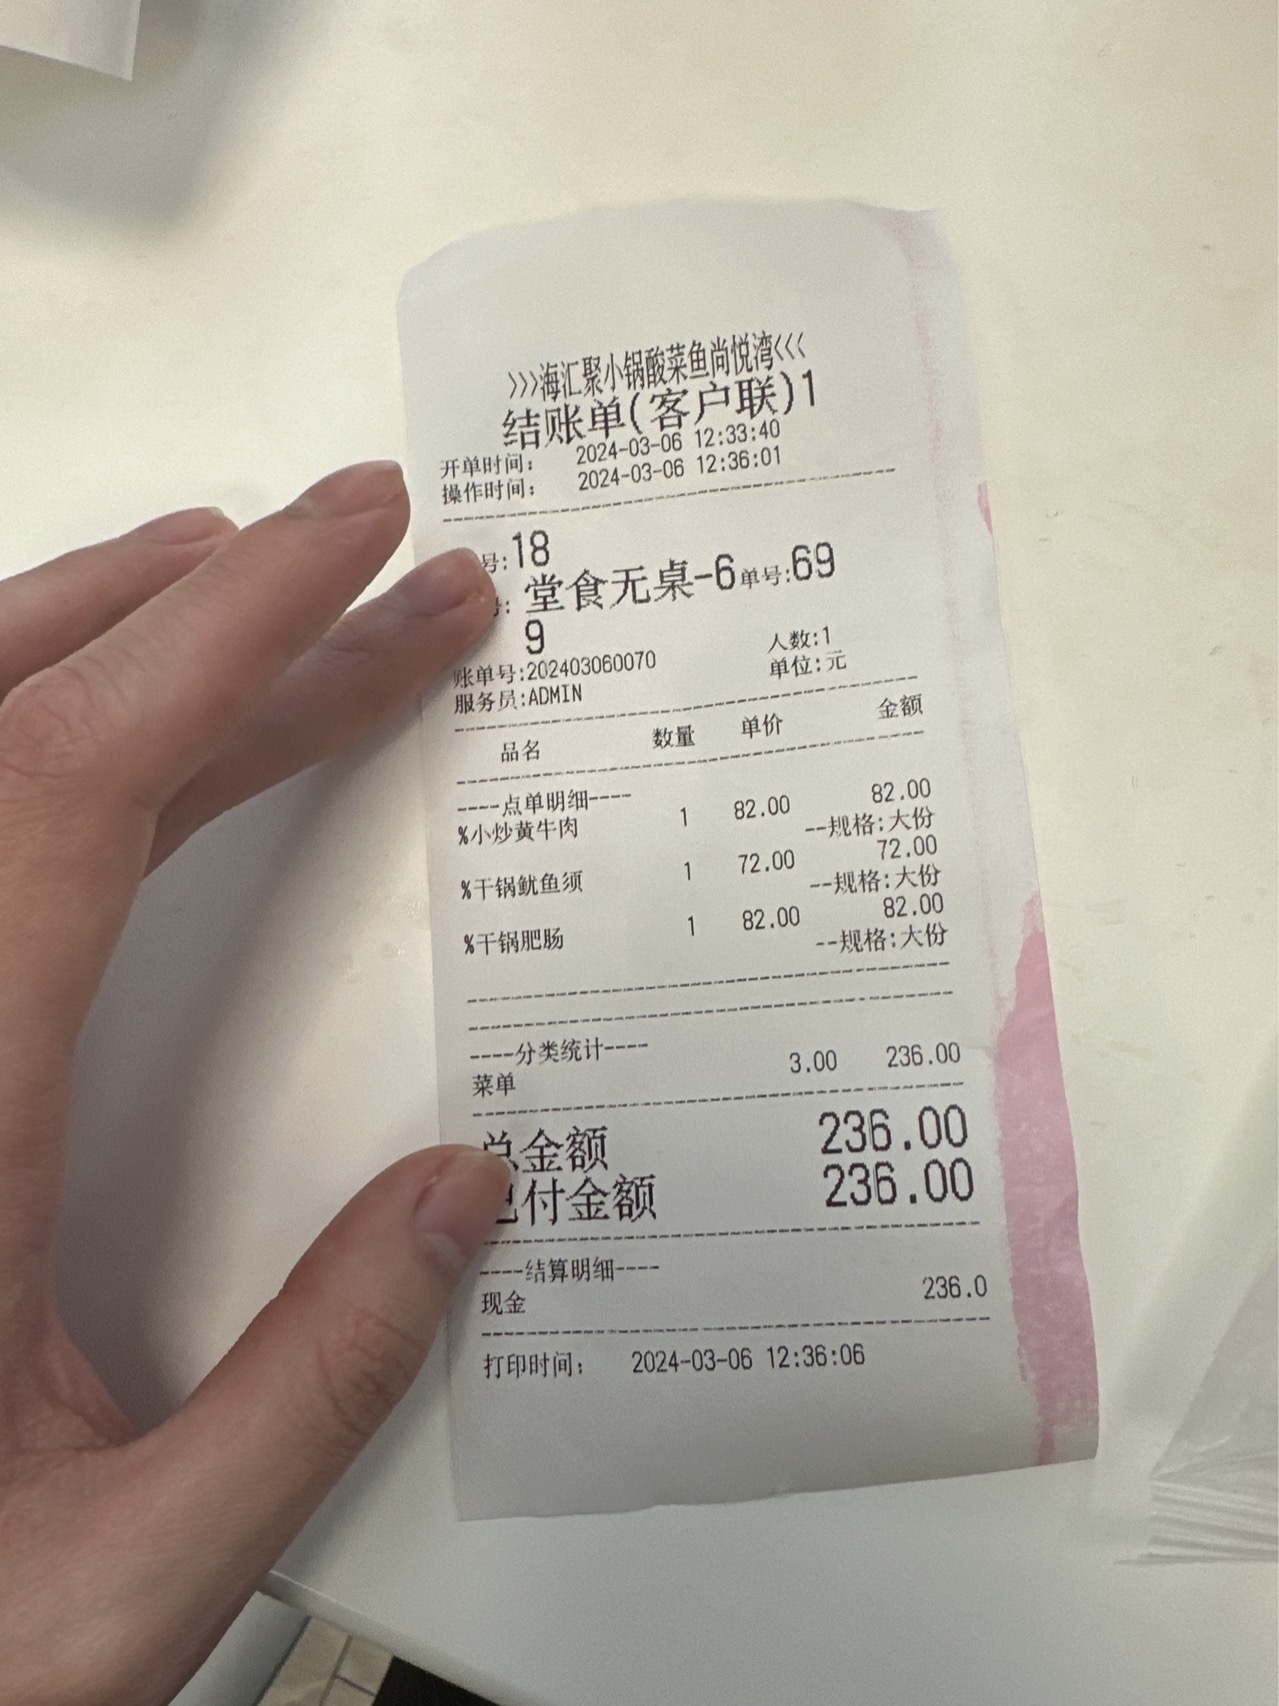 >>>海汇聚小锅酸菜鱼尚悦湾<<<
结账单(客户联)1
开单时间: 2024-03-06 12:33:40
操作时间: 2024-03-06 12:36:01
号:18
号: 堂食无桌-6 单号:69
9
账单号:202403060070 人数:1
服务员:ADMIN 单位:元
品名 数量 单价 金额
----点单明细----
%小炒黄牛肉 1 82.00 82.00
--规格:大份
%干锅鱿鱼须 1 72.00 72.00
--规格:大份
%干锅肥肠 1 82.00 82.00
--规格:大份
----分类统计----
菜单 3.00 236.00
总金额 236.00
已付金额 236.00
----结算明细----
现金 236.0
打印时间: 2024-03-06 12:36:06